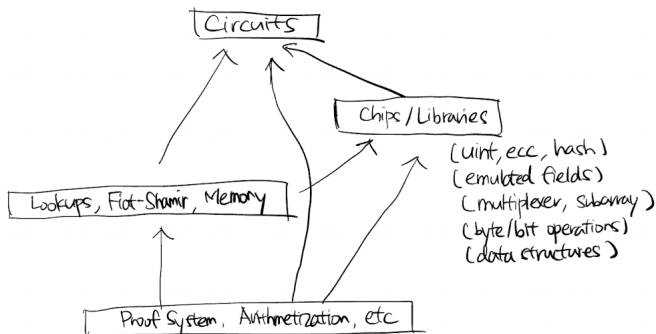 Circuits
Chips/Libraries
(uint, ecc, hash)
(emulated fields)
(multiplexer, subarray)
(byte/bit operations)
(data structures)
Lookups, Fiat-Shamir, Memory
Proof System, Arithmetization, etc